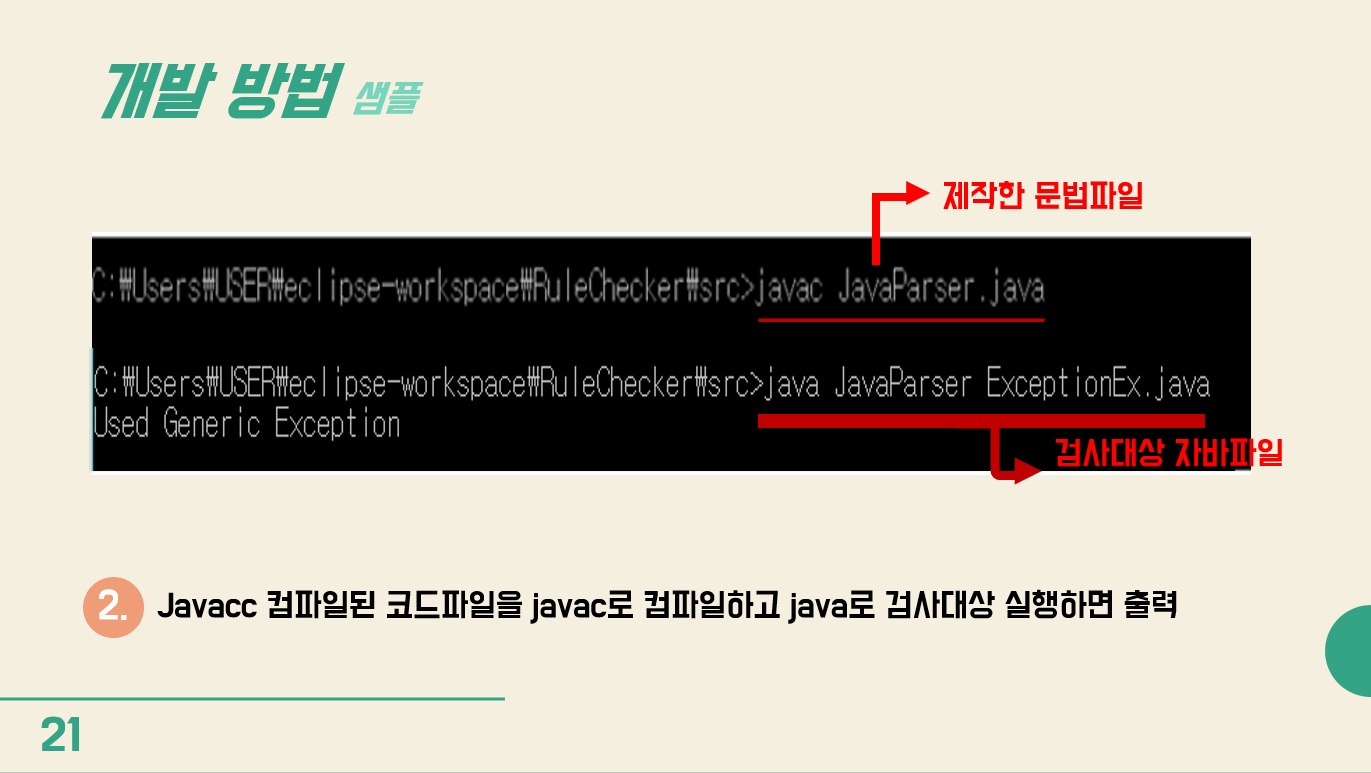 개발 방법 샘플
제작한 문법파일
C:₩Users₩USER₩eclipse-workspace₩RuleChecker₩src>javac JavaParser.java
C:₩Users₩USER₩eclipse-workspace₩RuleChecker₩src>java JavaParser ExceptionEx.java
Used Generic Exception
검사대상 자바파일
2. Javacc 컴파일된 코드파일을 javac로 컴파일하고 java로 검사대상 실행하면 출력
21